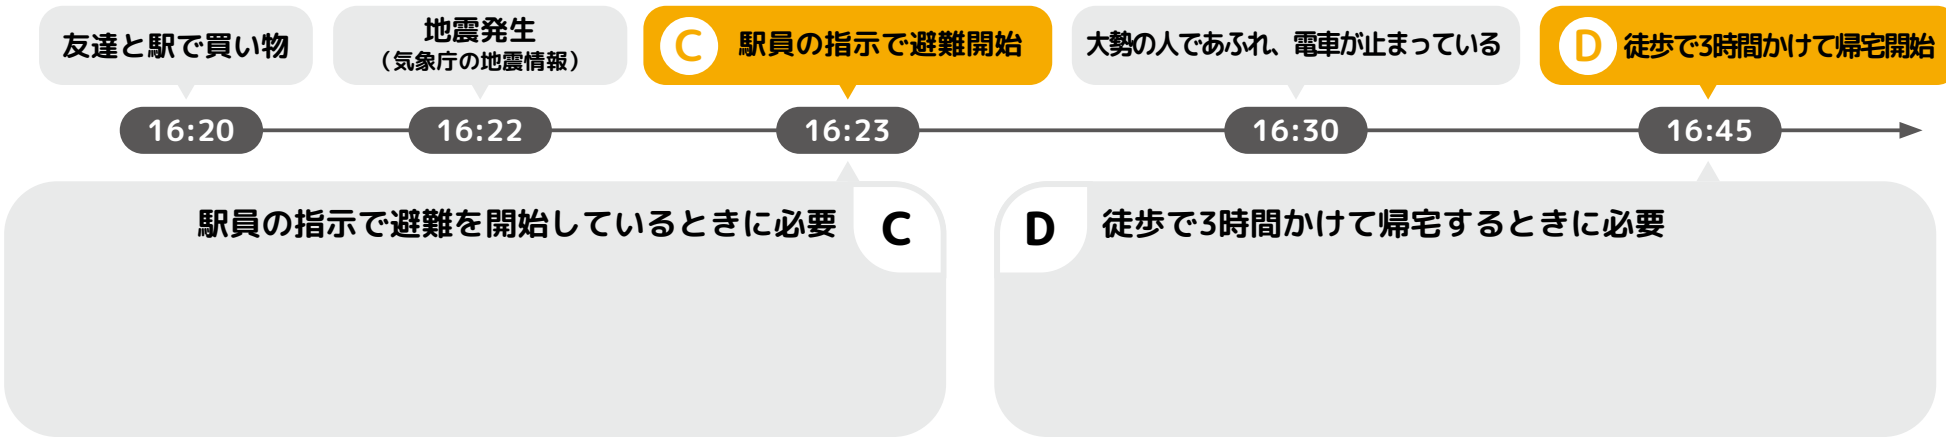 友達と駅で買い物
地震発生
（気象庁の地震情報）
C 駅員の指示で避難開始
大勢の人であふれ、電車が止まっている
D 徒歩で3時間かけて帰宅開始
16:20
16:22
16:23
16:30
16:45
駅員の指示で避難を開始しているときに必要 C
D 徒歩で3時間かけて帰宅するときに必要